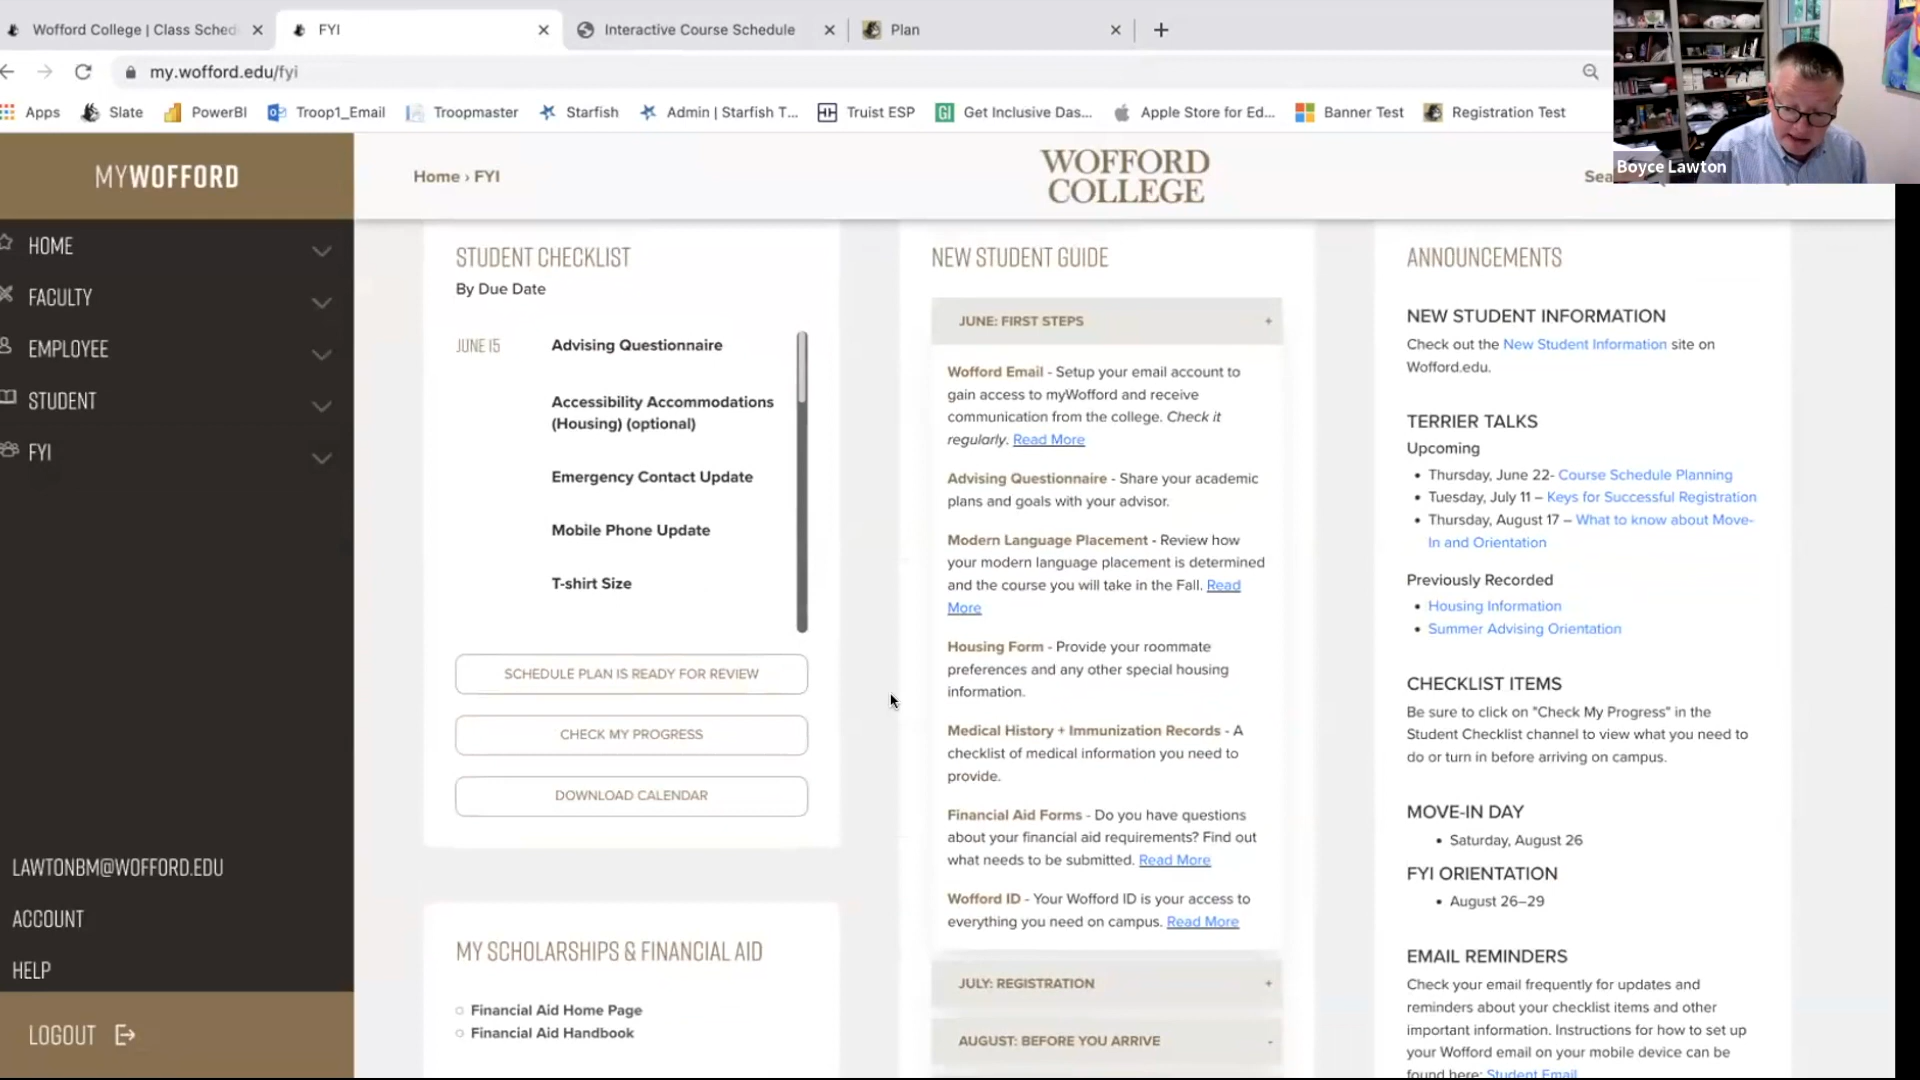 Wofford College | Class Sched
FYI
Interactive Course Schedule
Plan
my.wofford.edu/fyi
Apps
Slate
PowerBI
Troop1_Email
Troopmaster
Starfish
Admin | Starfish T...
Truist ESP
GI
Get Inclusive Das...
Apple Store for Ed...
Banner Test
Registration Test
Boyce Lawton
MYWOFFORD
HOME
FACULTY
EMPLOYEE
STUDENT
FYI
LAWTONBM@WOFFORD.EDU
ACCOUNT
HELP
LOGOUT
Home › FYI
WOFFORD
COLLEGE
Sea
STUDENT CHECKLIST
By Due Date
JUNE 15
Advising Questionnaire
Accessibility Accommodations
(Housing) (optional)
Emergency Contact Update
Mobile Phone Update
T-shirt Size
SCHEDULE PLAN IS READY FOR REVIEW
CHECK MY PROGRESS
DOWNLOAD CALENDAR
MY SCHOLARSHIPS & FINANCIAL AID
Financial Aid Home Page
Financial Aid Handbook
NEW STUDENT GUIDE
JUNE: FIRST STEPS +
Wofford Email - Setup your email account to
gain access to myWofford and receive
communication from the college. Check it
regularly. Read More
Advising Questionnaire - Share your academic
plans and goals with your advisor.
Modern Language Placement - Review how
your modern language placement is determined
and the course you will take in the Fall. Read
More
Housing Form - Provide your roommate
preferences and any other special housing
information.
Medical History + Immunization Records - A
checklist of medical information you need to
provide.
Financial Aid Forms - Do you have questions
about your financial aid requirements? Find out
what needs to be submitted. Read More
Wofford ID - Your Wofford ID is your access to
everything you need on campus. Read More
JULY: REGISTRATION +
AUGUST: BEFORE YOU ARRIVE -
ANNOUNCEMENTS
NEW STUDENT INFORMATION
Check out the New Student Information site on
Wofford.edu.
TERRIER TALKS
Upcoming
• Thursday, June 22- Course Schedule Planning
• Tuesday, July 11 – Keys for Successful Registration
• Thursday, August 17 – What to know about Move-
In and Orientation
Previously Recorded
• Housing Information
• Summer Advising Orientation
CHECKLIST ITEMS
Be sure to click on "Check My Progress" in the
Student Checklist channel to view what you need to
do or turn in before arriving on campus.
MOVE-IN DAY
• Saturday, August 26
FYI ORIENTATION
• August 26–29
EMAIL REMINDERS
Check your email frequently for updates and
reminders about your checklist items and other
important information. Instructions for how to set up
your Wofford email on your mobile device can be
found here: Student Email